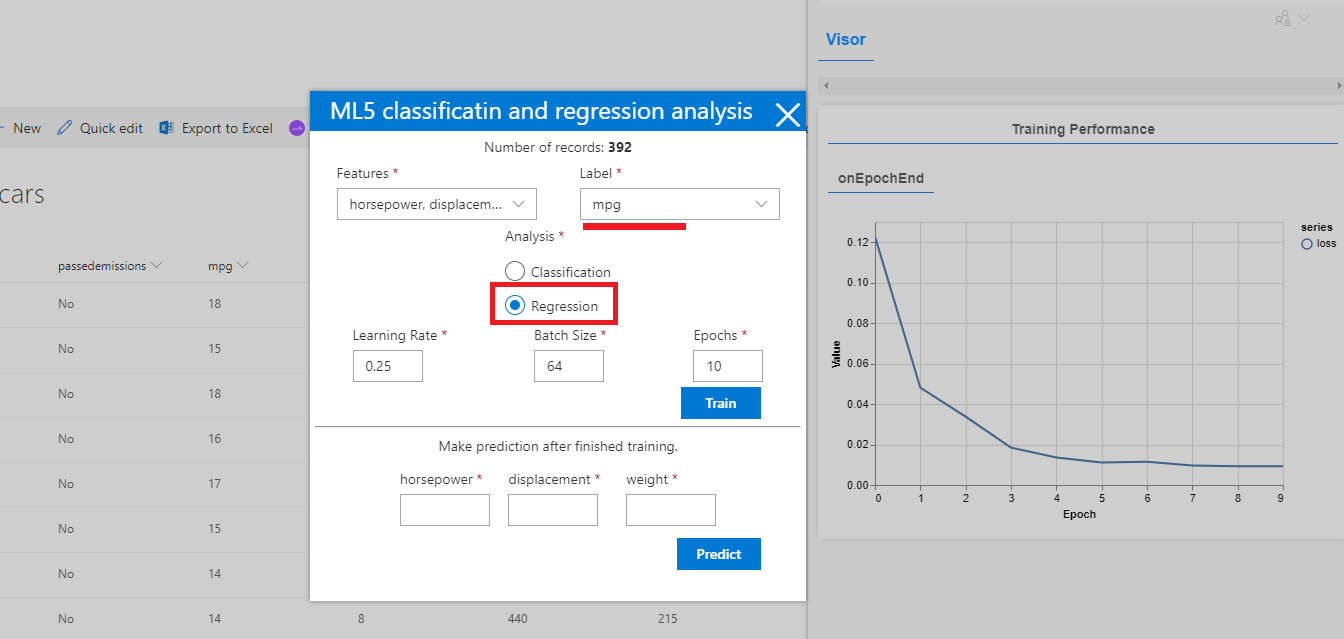 New
Quick edit
Export to Excel
cars
passedemissions
mpg
No
18
No
15
No
18
No
16
No
17
No
15
No
14
No
14
8
440
215
ML5 classificatin and regression analysis
Number of records: 392
Features *
Label *
horsepower, displacem...
mpg
Analysis *
Classification
Regression
Learning Rate *
Batch Size *
Epochs *
0.25
64
10
Train
Make prediction after finished training.
horsepower *
displacement *
weight *
Predict
Visor
Training Performance
onEpochEnd
series
loss
0.12
0.10
0.08
0.06
0.04
0.02
0.00
Value
0 1 2 3 4 5 6 7 8 9
Epoch